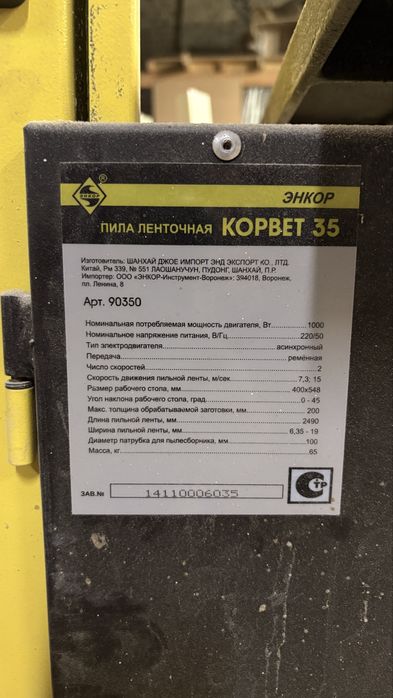 ЭНКОР
®
ЭНКОР
ПИЛА ЛЕНТОЧНАЯ КОРВЕТ 35
Изготовитель: ШАНХАЙ ДЖОЕ ИМПОРТ ЭНД ЭКСПОРТ КО., ЛТД.
Китай, Рм 339, № 551 ЛАОШАНУЧУН, ПУДОНГ, ШАНХАЙ, П.Р.
Импортер: ООО «ЭНКОР-Инструмент-Воронеж»: 394018, Воронеж,
пл. Ленина, 8
Арт. 90350
Номинальная потребляемая мощность двигателя, Вт 1000
Номинальное напряжение питания, В/Гц 220/50
Тип электродвигателя асинхронный
Передача ременная
Число скоростей 2
Скорость движения пильной ленты, м/сек 7,3; 15
Размер рабочего стола, мм 400х548
Угол наклона рабочего стола, град. 0 - 45
Макс. толщина обрабатываемой заготовки, мм 200
Длина пильной ленты, мм 2490
Ширина пильной ленты, мм 6,35 - 19
Диаметр патрубка для пылесборника, мм 100
Масса, кг 65
ЗАВ.№ 14110006035
ТР